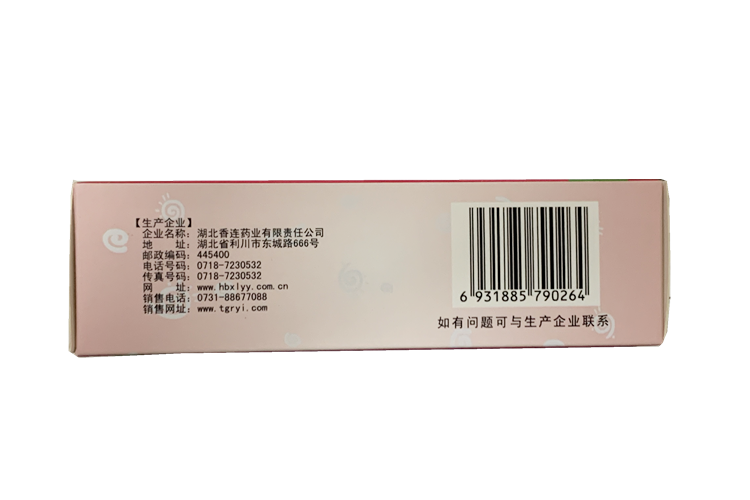 【生产企业】
企业名称：湖北香连药业有限责任公司
地　　址：湖北省利川市东城路666号
邮政编码：445400
电话号码：0718-7230532
传真号码：0718-7230532
网　　址：www.hbxlyy.com.cn
销售电话：0731-88677088
销售网址：www.tgryi.com
6 931885 790264
如有问题可与生产企业联系